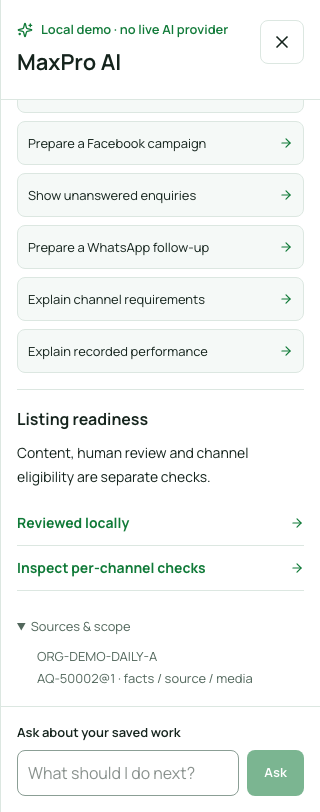 Local demo · no live AI provider
MaxPro AI
Prepare a Facebook campaign
Show unanswered enquiries
Prepare a WhatsApp follow-up
Explain channel requirements
Explain recorded performance
Listing readiness
Content, human review and channel
eligibility are separate checks.
Reviewed locally
Inspect per-channel checks
Sources & scope
ORG-DEMO-DAILY-A
AQ-50002@1 · facts / source / media
Ask about your saved work
What should I do next?
Ask